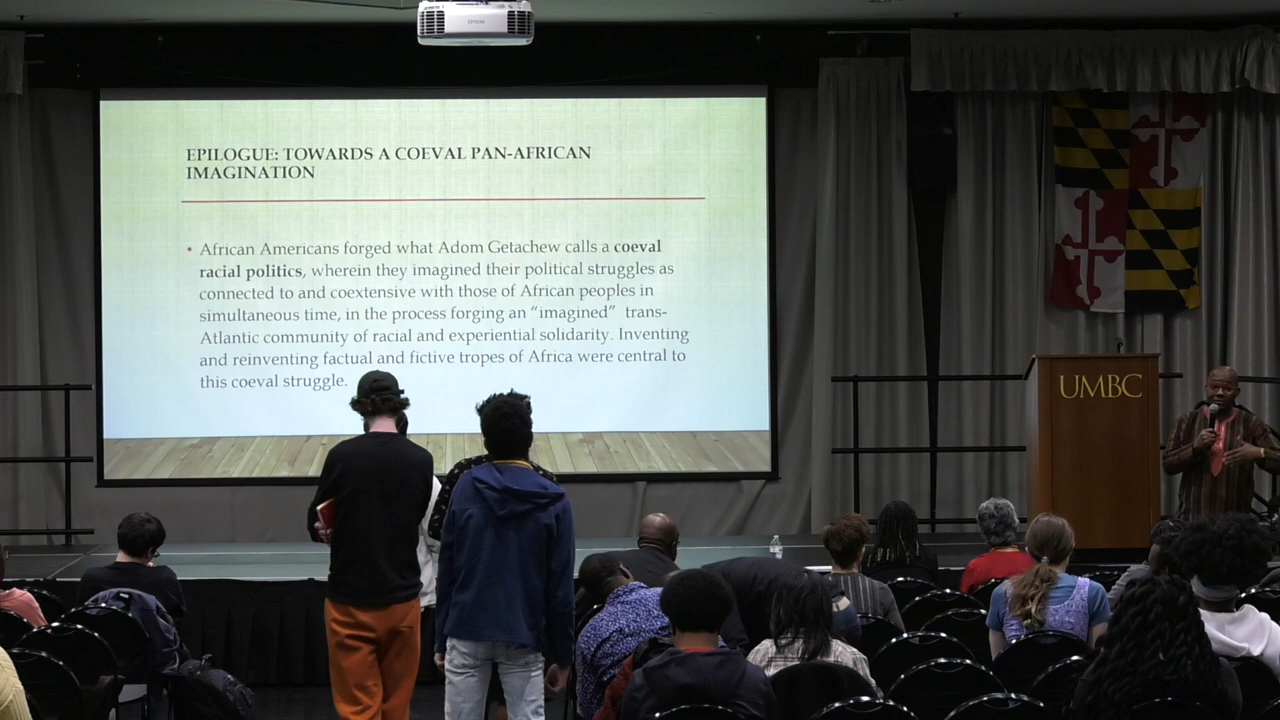 EPSON
EPILOGUE: TOWARDS A COEVAL PAN-AFRICAN
IMAGINATION
• African Americans forged what Adom Getachew calls a coeval
racial politics, wherein they imagined their political struggles as
connected to and coextensive with those of African peoples in
simultaneous time, in the process forging an “imagined” trans-
Atlantic community of racial and experiential solidarity. Inventing
and reinventing factual and fictive tropes of Africa were central to
this coeval struggle.
UMBC